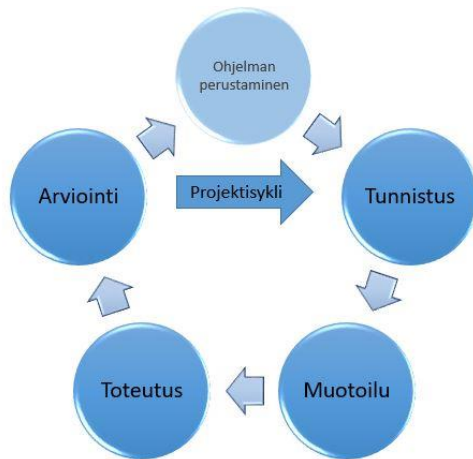 Ohjelman
perustaminen
Arviointi
Projektisykli
Tunnistus
Toteutus
Muotoilu